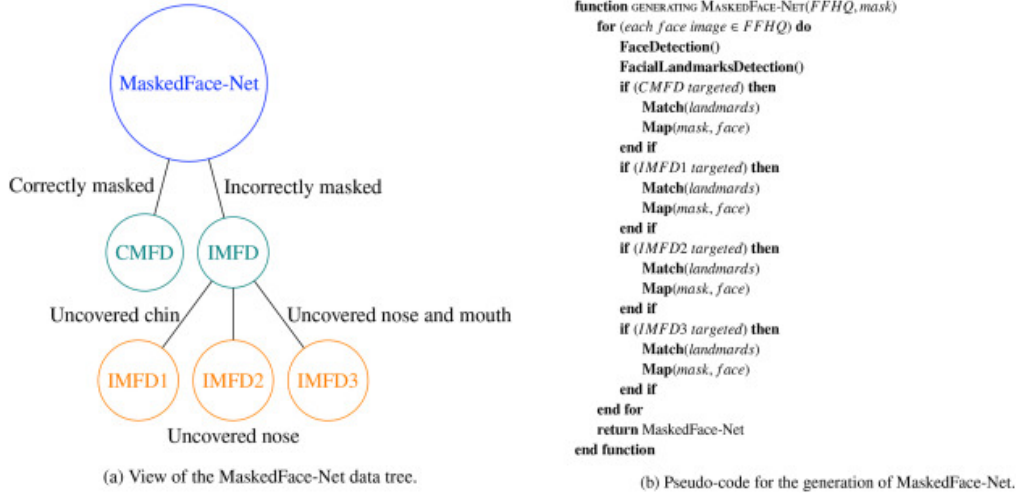 MaskedFace-Net
Correctly masked
Incorrectly masked
CMFD
IMFD
Uncovered chin
Uncovered nose and mouth
IMFD1
IMFD2
IMFD3
Uncovered nose
(a) View of the MaskedFace-Net data tree.
function GENERATING MASKEDFACE-NET(FFHQ, mask)
for (each face image ∈ FFHQ) do
FaceDetection()
FacialLandmarksDetection()
if (CMFD targeted) then
Match(landmards)
Map(mask, face)
end if
if (IMFD1 targeted) then
Match(landmarks)
Map(mask, face)
end if
if (IMFD2 targeted) then
Match(landmarks)
Map(mask, face)
end if
if (IMFD3 targeted) then
Match(landmarks)
Map(mask, face)
end if
end for
return MaskedFace-Net
end function
(b) Pseudo-code for the generation of MaskedFace-Net.